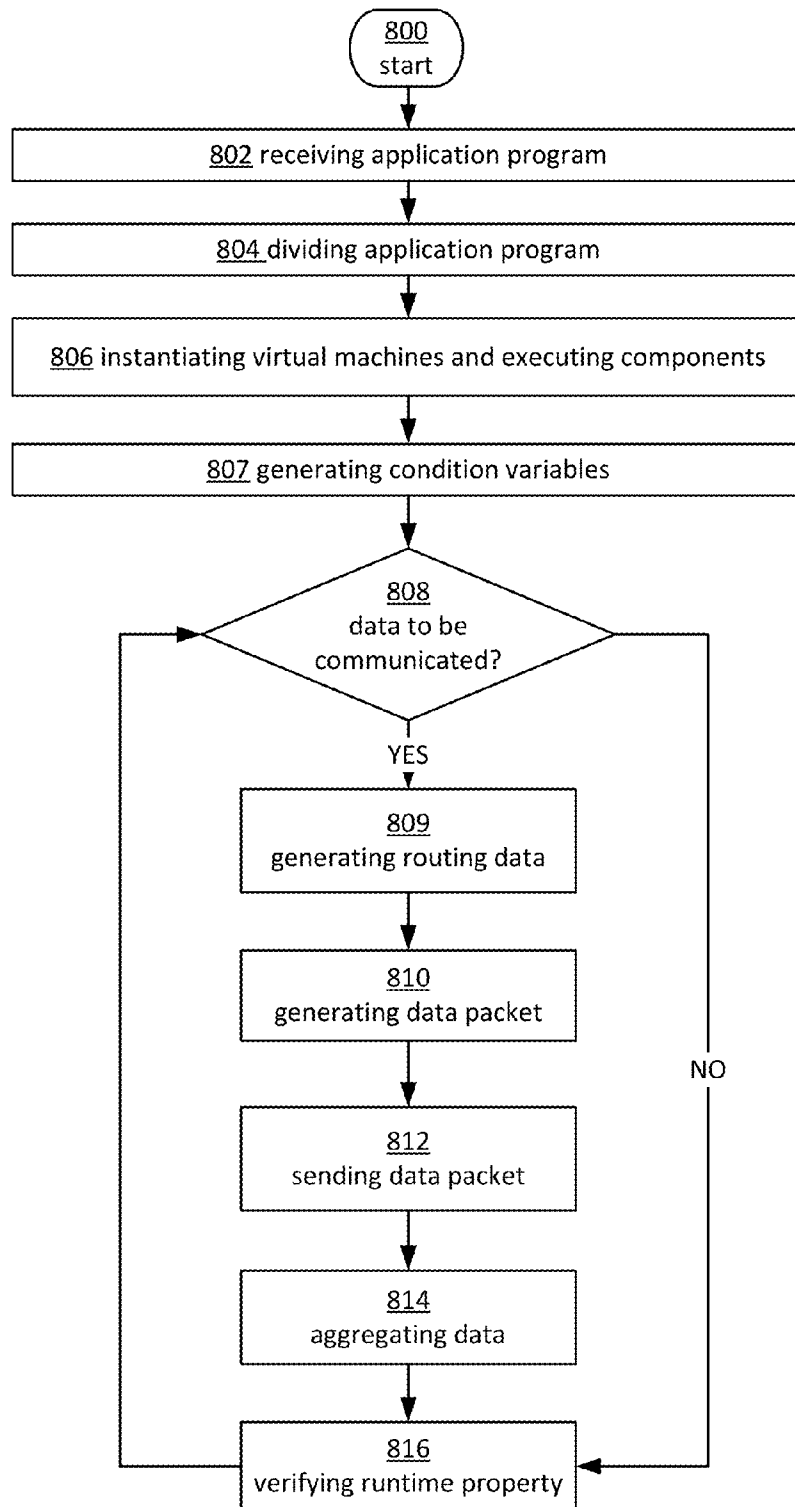 800
start
802 receiving application program
804 dividing application program
806 instantiating virtual machines and executing components
807 generating condition variables
808
data to be
communicated?
YES
809
generating routing data
810
generating data packet
NO
812
sending data packet
814
aggregating data
816
verifying runtime property